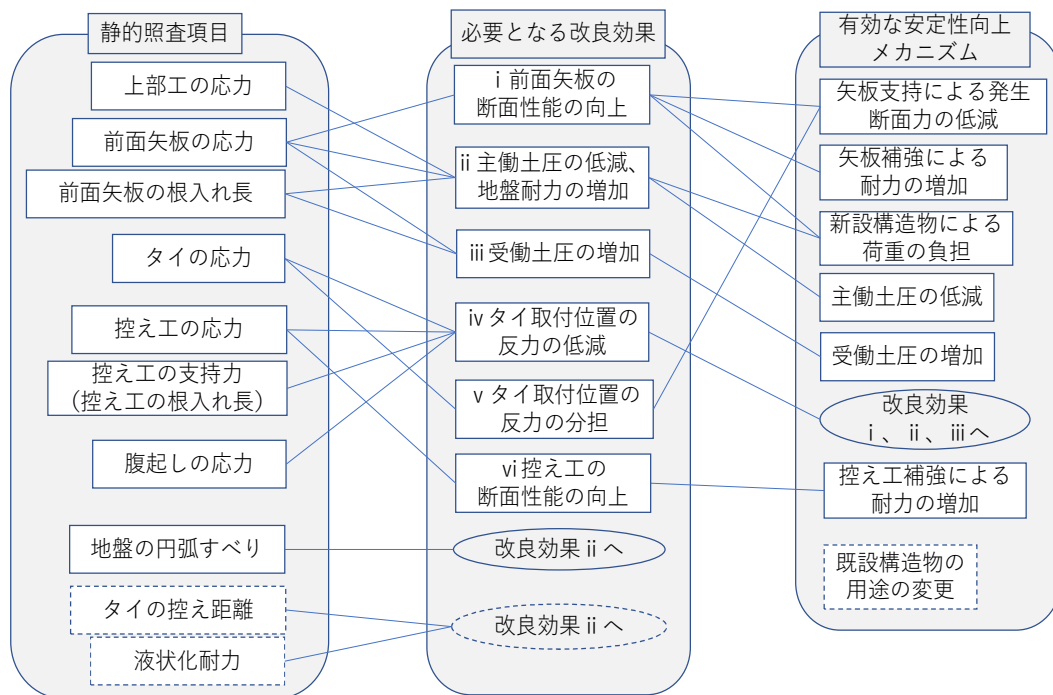 静的照査項目
上部工の応力
前面矢板の応力
前面矢板の根入れ長
タイの応力
控え工の応力
控え工の支持力
(控え工の根入れ長)
腹起しの応力
地盤の円弧すべり
タイの控え距離
液状化耐力
必要となる改良効果
ⅰ前面矢板の
断面性能の向上
ⅱ主働土圧の低減、
地盤耐力の増加
ⅲ受働土圧の増加
ⅳタイ取付位置の
反力の低減
ⅴタイ取付位置の
反力の分担
ⅵ控え工の
断面性能の向上
改良効果ⅱへ
改良効果ⅱへ
有効な安定性向上
メカニズム
矢板支持による発生
断面力の低減
矢板補強による
耐力の増加
新設構造物による
荷重の負担
主働土圧の低減
受働土圧の増加
改良効果
ⅰ、ⅱ、ⅲへ
控え工補強による
耐力の増加
既設構造物の
用途の変更